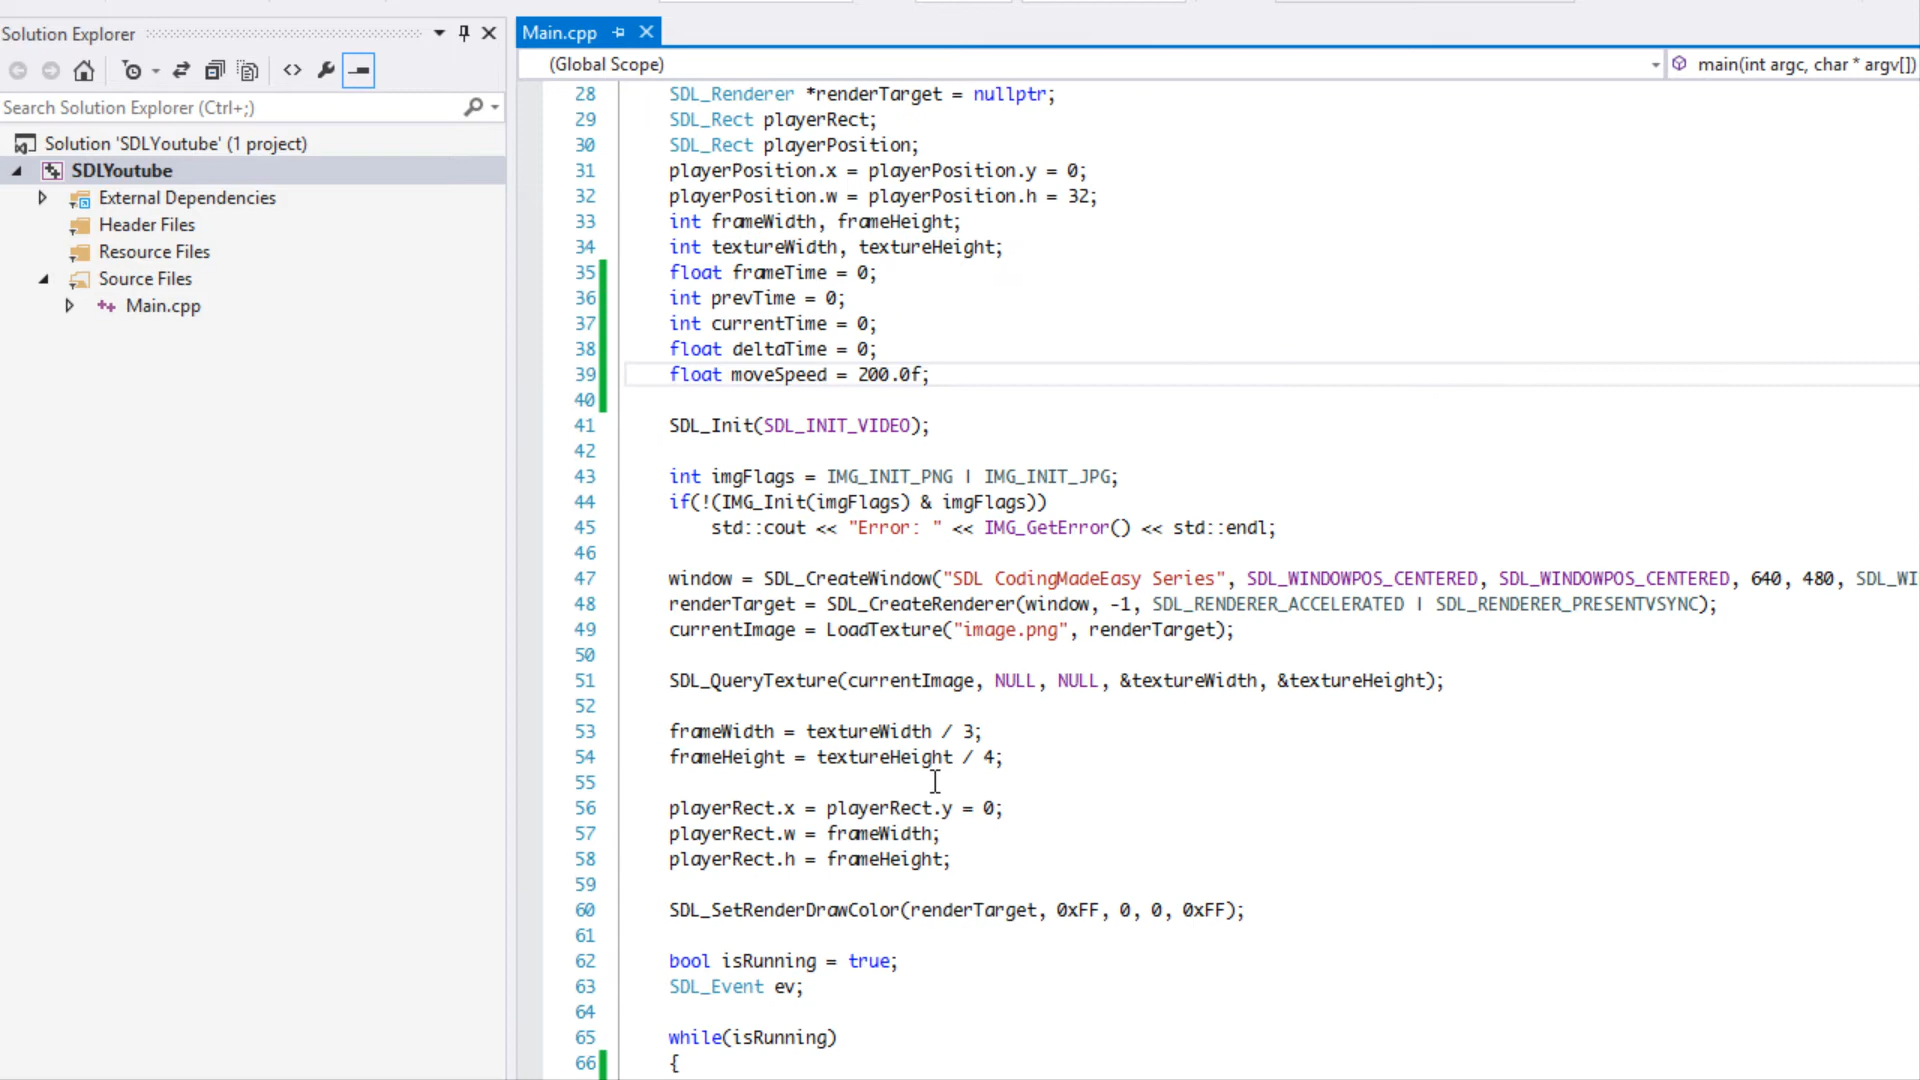 Solution Explorer
Search Solution Explorer (Ctrl+;)
Solution 'SDLYoutube' (1 project)
SDLYoutube
External Dependencies
Header Files
Resource Files
Source Files
Main.cpp
Main.cpp
(Global Scope)
main(int argc, char * argv[])
28 SDL_Renderer *renderTarget = nullptr;
29 SDL_Rect playerRect;
30 SDL_Rect playerPosition;
31 playerPosition.x = playerPosition.y = 0;
32 playerPosition.w = playerPosition.h = 32;
33 int frameWidth, frameHeight;
34 int textureWidth, textureHeight;
35 float frameTime = 0;
36 int prevTime = 0;
37 int currentTime = 0;
38 float deltaTime = 0;
39 float moveSpeed = 200.0f;
40
41 SDL_Init(SDL_INIT_VIDEO);
42
43 int imgFlags = IMG_INIT_PNG | IMG_INIT_JPG;
44 if(!(IMG_Init(imgFlags) & imgFlags))
45 std::cout << "Error: " << IMG_GetError() << std::endl;
46
47 window = SDL_CreateWindow("SDL CodingMadeEasy Series", SDL_WINDOWPOS_CENTERED, SDL_WINDOWPOS_CENTERED, 640, 480, SDL_WI
48 renderTarget = SDL_CreateRenderer(window, -1, SDL_RENDERER_ACCELERATED | SDL_RENDERER_PRESENTVSYNC);
49 currentImage = LoadTexture("image.png", renderTarget);
50
51 SDL_QueryTexture(currentImage, NULL, NULL, &textureWidth, &textureHeight);
52
53 frameWidth = textureWidth / 3;
54 frameHeight = textureHeight / 4;
55
56 playerRect.x = playerRect.y = 0;
57 playerRect.w = frameWidth;
58 playerRect.h = frameHeight;
59
60 SDL_SetRenderDrawColor(renderTarget, 0xFF, 0, 0, 0xFF);
61
62 bool isRunning = true;
63 SDL_Event ev;
64
65 while(isRunning)
66 {